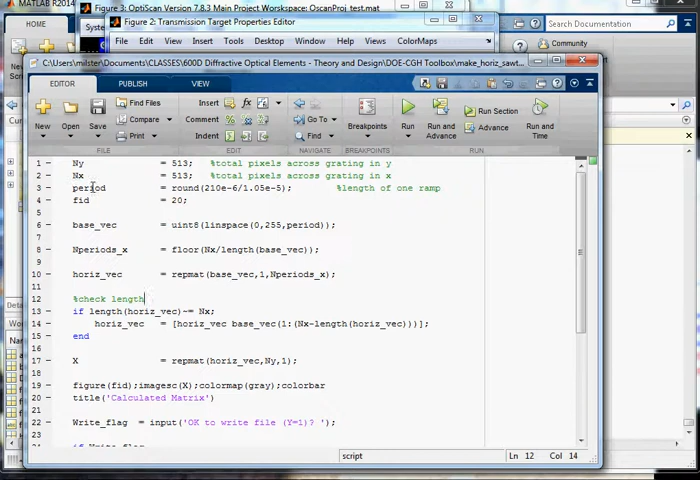 MATLAB R2014
Figure 3: OptiScan Version 7.8.3 Main Project Worskspace: OscanProj_test.mat
Figure 2: Transmission Target Properties Editor
HOME
File Edit View Insert Tools Desktop Window Help ColorMaps
Search Documentation
Community
C:\Users\milster\Documents\CLASSES\600D Diffractive Optical Elements - Theory and Design\DOE-CGH Toolbox\make_horiz_sawt...
EDITOR PUBLISH VIEW
New Open Save
Find Files
Compare
Print
Insert
Comment
Indent
Go To
Find
Breakpoints
Run
Run and Advance
Run Section
Advance
Run and Time
FILE EDIT NAVIGATE BREAKPOINTS RUN
1 Ny = 513; %total pixels across grating in y
2 Nx = 513; %total pixels across grating in x
3 period = round(210e-6/1.05e-5); %length of one ramp
4 fid = 20;
5
6 base_vec = uint8(linspace(0,255,period));
7
8 Nperiods_x = floor(Nx/length(base_vec));
9
10 horiz_vec = repmat(base_vec,1,Nperiods_x);
11
12 %check length
13 if length(horiz_vec)~= Nx;
14 horiz_vec = [horiz_vec base_vec(1:(Nx-length(horiz_vec)))];
15 end
16
17 X = repmat(horiz_vec,Ny,1);
18
19 figure(fid);imagesc(X);colormap(gray);colorbar
20 title('Calculated Matrix')
21
22 Write_flag = input('OK to write file (Y=1)? ');
23
24 if Write_flag
script Ln 12 Col 14